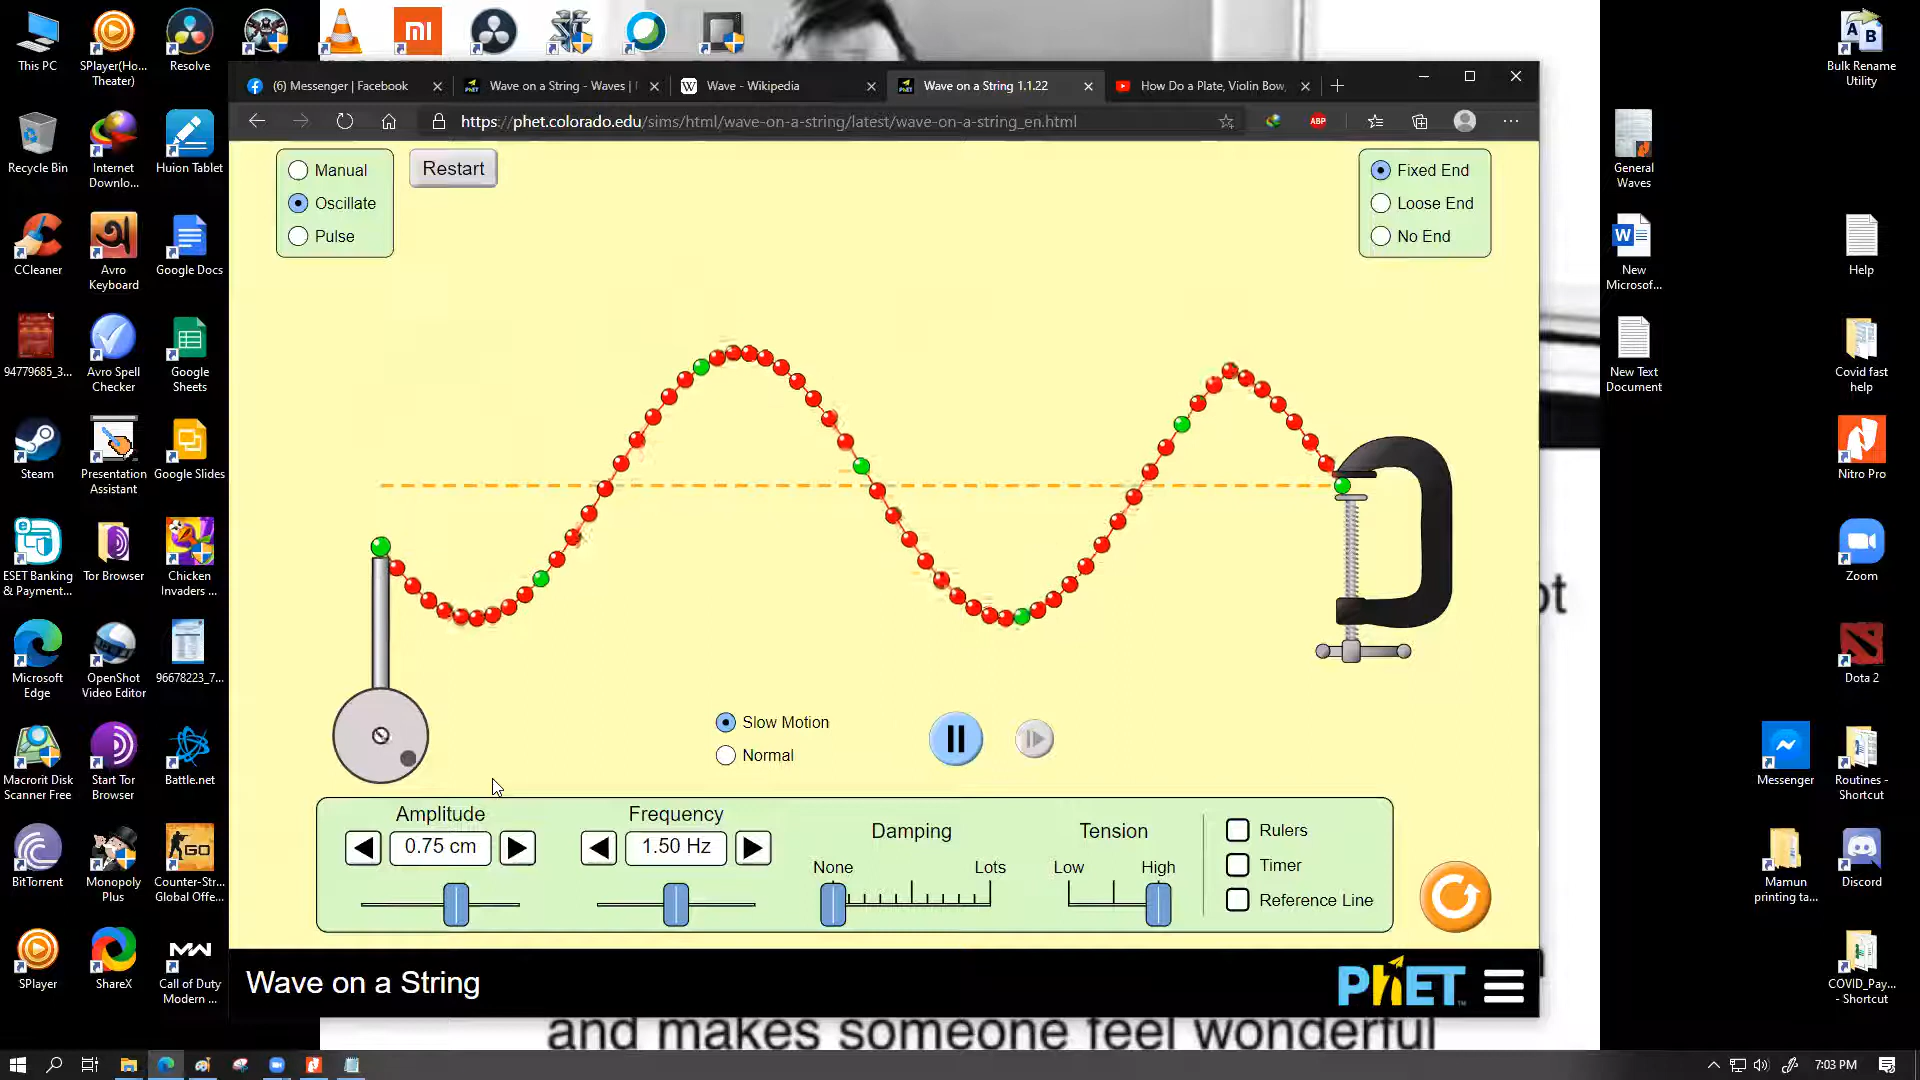 This PC
SPlayer(Ho...
Theater)
Resolve
Bulk Rename
Utility
(6) Messenger | Facebook
Wave on a String - Waves |
Wave - Wikipedia
Wave on a String 1.1.22
How Do a Plate, Violin Bow,
https://phet.colorado.edu/sims/html/wave-on-a-string/latest/wave-on-a-string_en.html
ABP
Recycle Bin
Internet
Downlo...
Huion Tablet
General
Waves
Manual
Oscillate
Pulse
Restart
Fixed End
Loose End
No End
CCleaner
Avro
Keyboard
Google Docs
New
Microsof...
Help
94779685_3...
Avro Spell
Checker
Google
Sheets
New Text
Document
Covid fast
help
Steam
Presentation
Assistant
Google Slides
Nitro Pro
ESET Banking
& Payment...
Tor Browser
Chicken
Invaders ...
Zoom
ot
Microsoft
Edge
OpenShot
Video Editor
96678223_7...
Dota 2
Slow Motion
Normal
Macrorit Disk
Scanner Free
Start Tor
Browser
Battle.net
Messenger
Routines -
Shortcut
Amplitude
0.75 cm
Frequency
1.50 Hz
Damping
None
Lots
Tension
Low
High
Rulers
Timer
Reference Line
BitTorrent
Monopoly
Plus
Counter-Str...
Global Offe...
Mamun
printing ta...
Discord
SPlayer
ShareX
Call of Duty
Modern ...
COVID_Pay...
- Shortcut
Wave on a String
PhET
and makes someone feel wonderful
7:03 PM